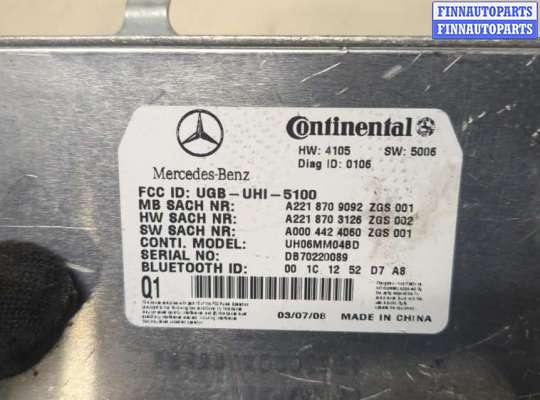 FINNAUTOPARTS
FINNAUTOPARTS
Mercedes-Benz
Continental
HW: 4105 SW: 5006
Diag ID: 0106
FCC ID: UGB-UHI-5100
MB SACH NR: A221 870 9092 ZGS 001
HW SACH NR: A221 870 3126 ZGS 002
SW SACH NR: A000 442 4060 ZGS 001
CONTI. MODEL: UH06MM04BD
SERIAL NO: DB70220089
BLUETOOTH ID: 00 1C 12 52 D7 A8
Q1
03/07/08 MADE IN CHINA